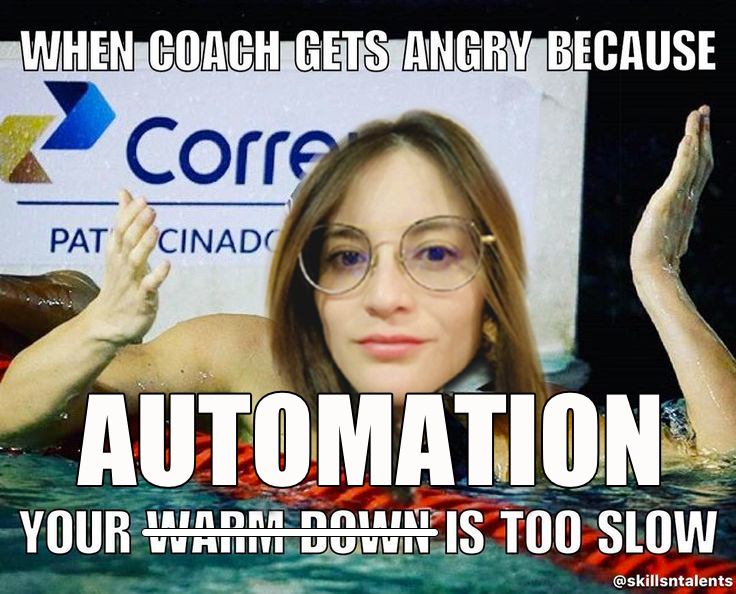 WHEN COACH GETS ANGRY BECAUSE
Corre
PAT CINADO
AUTOMATION
YOUR WARM DOWN IS TOO SLOW
@skillsntalents